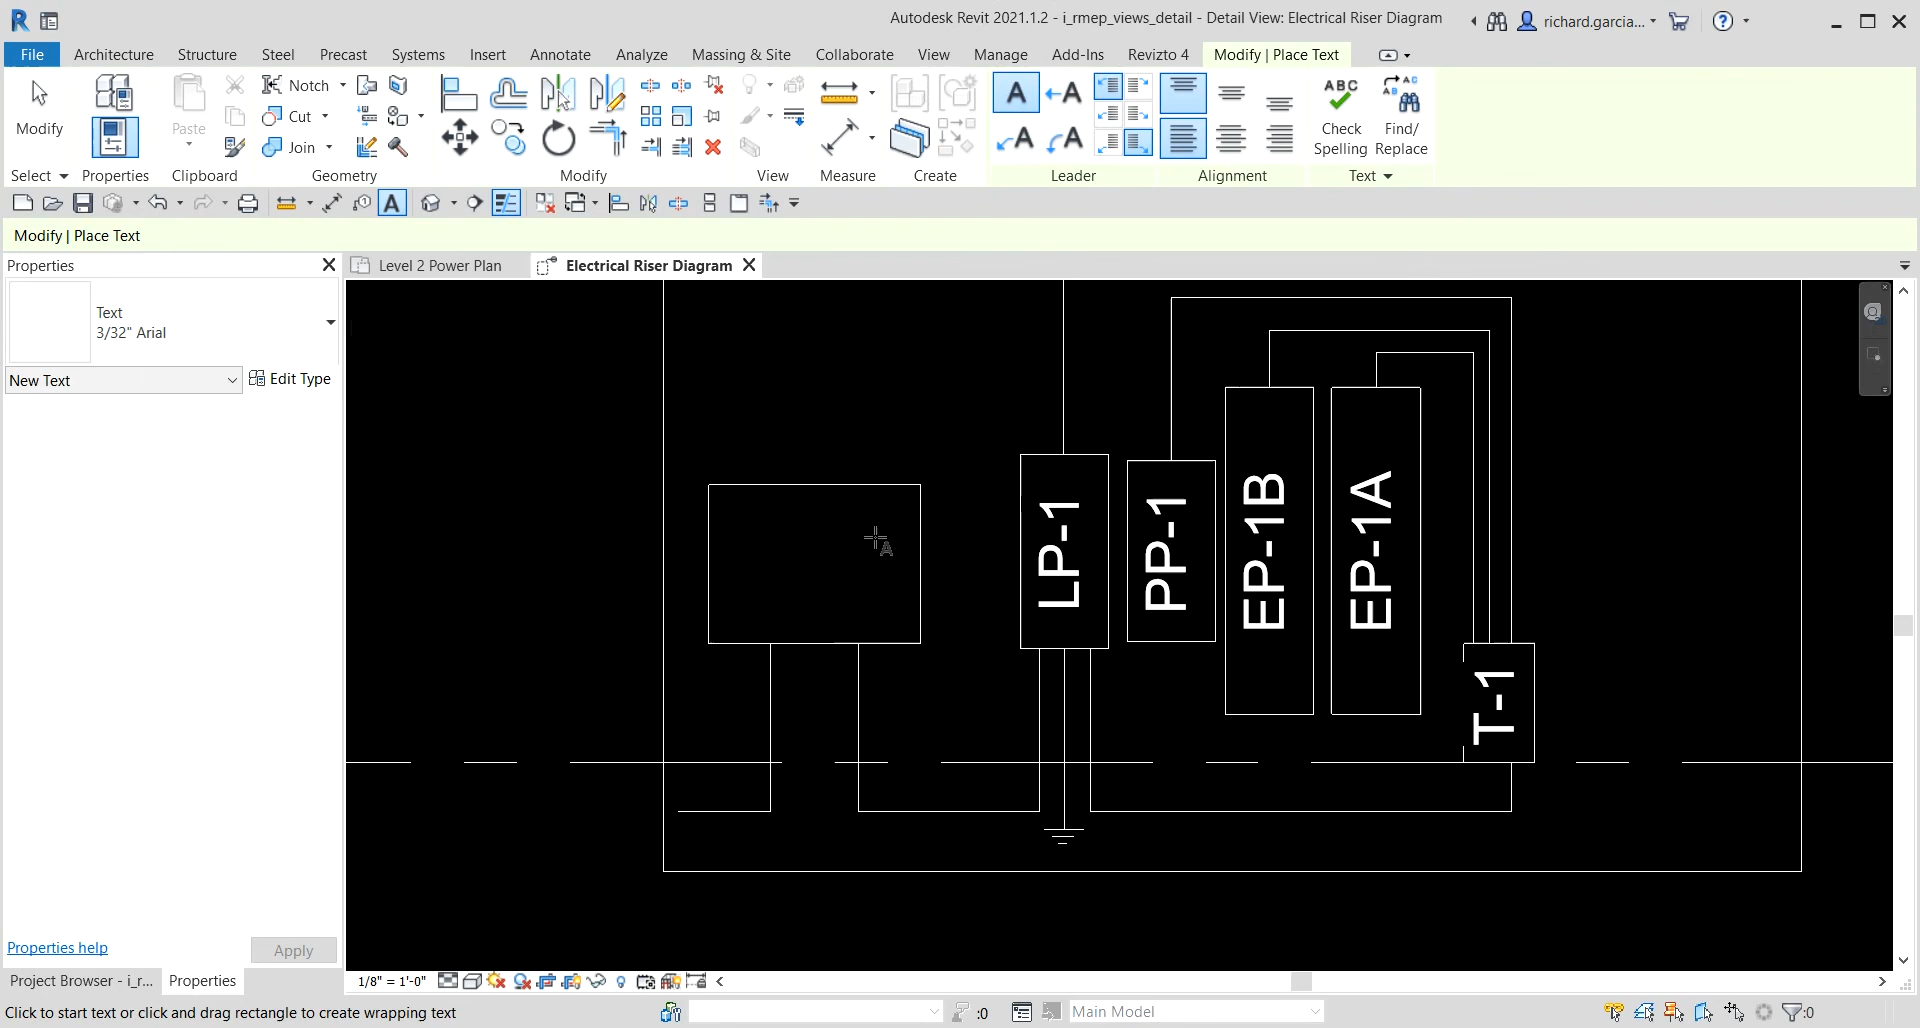 Autodesk Revit 2021.1.2 - i_rmep_views_detail - Detail View: Electrical Riser Diagram
richard.garcia...
File Architecture Structure Steel Precast Systems Insert Annotate Analyze Massing & Site Collaborate View Manage Add-Ins Revizto 4 Modify | Place Text
Modify
Paste
Notch
Cut
Join
ABC
Check
Spelling
Find/
Replace
Select Properties Clipboard Geometry Modify View Measure Create Leader Alignment Text
Modify | Place Text
Properties
Level 2 Power Plan
Electrical Riser Diagram
Text
3/32" Arial
New Text
Edit Type
LP-1
PP-1
EP-1B
EP-1A
T-1
Properties help
Apply
Project Browser - i_r...
Properties
1/8" = 1'-0"
Click to start text or click and drag rectangle to create wrapping text
:0
Main Model
:0